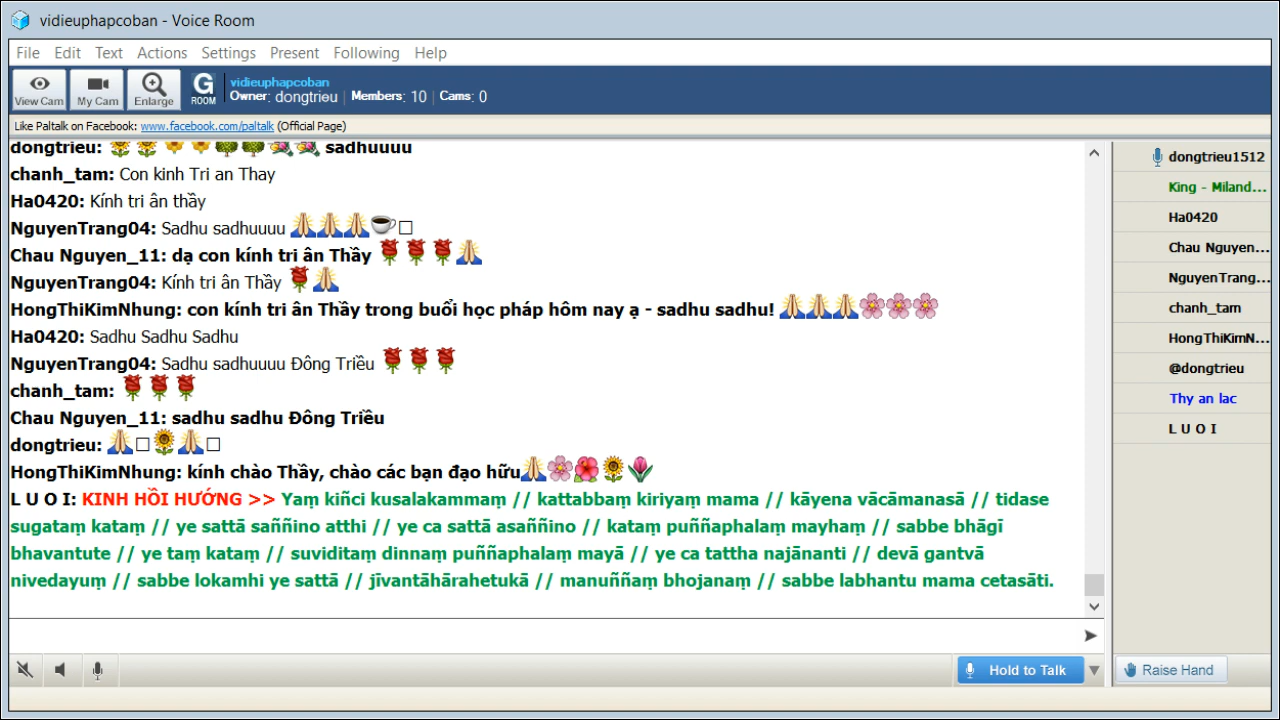 vidieuphapcoban - Voice Room
File Edit Text Actions Settings Present Following Help
View Cam My Cam Enlarge G ROOM
vidieuphapcoban
Owner: dongtrieu | Members: 10 | Cams: 0
Like Paltalk on Facebook: www.facebook.com/paltalk (Official Page)
dongtrieu: sadhuuuu
chanh_tam: Con kinh Tri an Thay
Ha0420: Kính tri ân thầy
NguyenTrang04: Sadhu sadhuuuu
Chau Nguyen_11: dạ con kính tri ân Thầy
NguyenTrang04: Kính tri ân Thầy
HongThiKimNhung: con kính tri ân Thầy trong buổi học pháp hôm nay ạ - sadhu sadhu!
Ha0420: Sadhu Sadhu Sadhu
NguyenTrang04: Sadhu sadhuuuu Đông Triều
chanh_tam:
Chau Nguyen_11: sadhu sadhu Đông Triều
dongtrieu:
HongThiKimNhung: kính chào Thầy, chào các bạn đạo hữu
L U O I: KINH HỒI HƯỚNG >> Yaṃ kiñci kusalakammaṃ // kattabbaṃ kiriyaṃ mama // kāyena vācāmanasā // tidase
sugataṃ kataṃ // ye sattā saññino atthi // ye ca sattā asaññino // kataṃ puññaphalaṃ mayhaṃ // sabbe bhāgī
bhavantute // ye taṃ kataṃ // suviditaṃ dinnaṃ puññaphalaṃ mayā // ye ca tattha najānanti // devā gantvā
nivedayuṃ // sabbe lokamhi ye sattā // jīvantāhārahetukā // manuññaṃ bhojanaṃ // sabbe labhantu mama cetasāti.
dongtrieu1512
King - Miland...
Ha0420
Chau Nguyen...
NguyenTrang...
chanh_tam
HongThiKimN...
@dongtrieu
Thy an lac
L U O I
Hold to Talk
Raise Hand